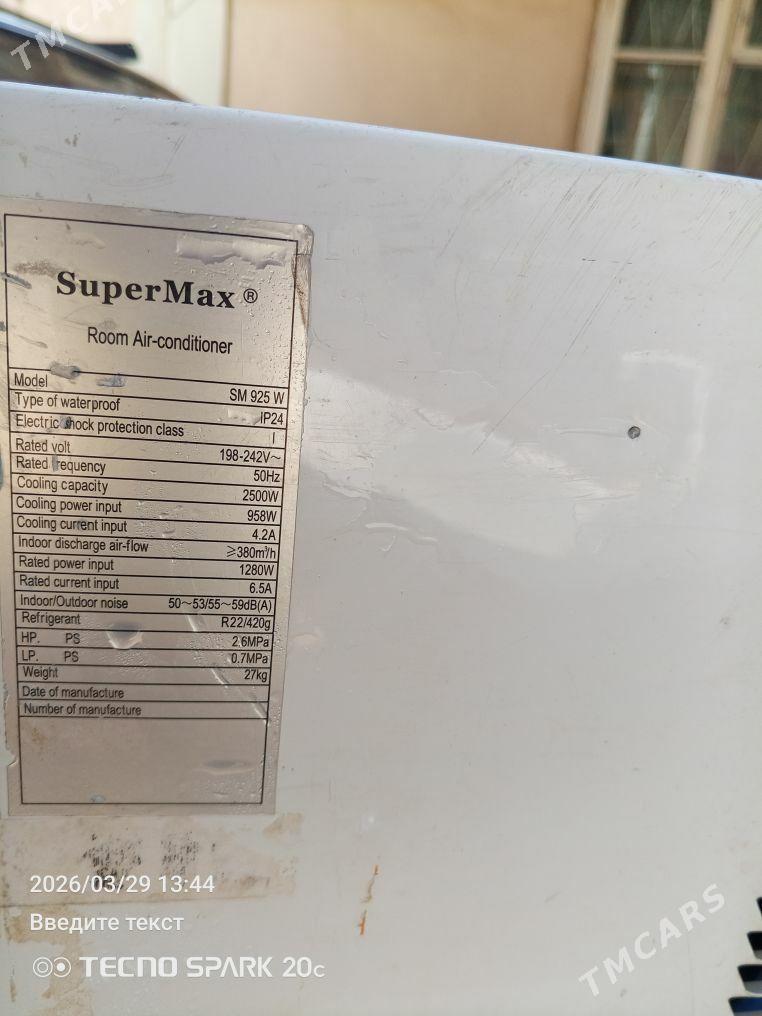 TMCARS
SuperMax ®
Room Air-conditioner
Model SM 925 W
Type of waterproof IP24
Electric shock protection class I
Rated volt 198-242V~
Rated frequency 50Hz
Cooling capacity 2500W
Cooling power input 958W
Cooling current input 4.2A
Indoor discharge air-flow ≥380m³/h
Rated power input 1280W
Rated current input 6.5A
Indoor/Outdoor noise 50~53/55~59dB(A)
Refrigerant R22/420g
HP. PS 2.6MPa
LP. PS 0.7MPa
Weight 27kg
Date of manufacture
Number of manufacture
2026/03/29 13:44
Введите текст
TECNO SPARK 20c
TMCARS